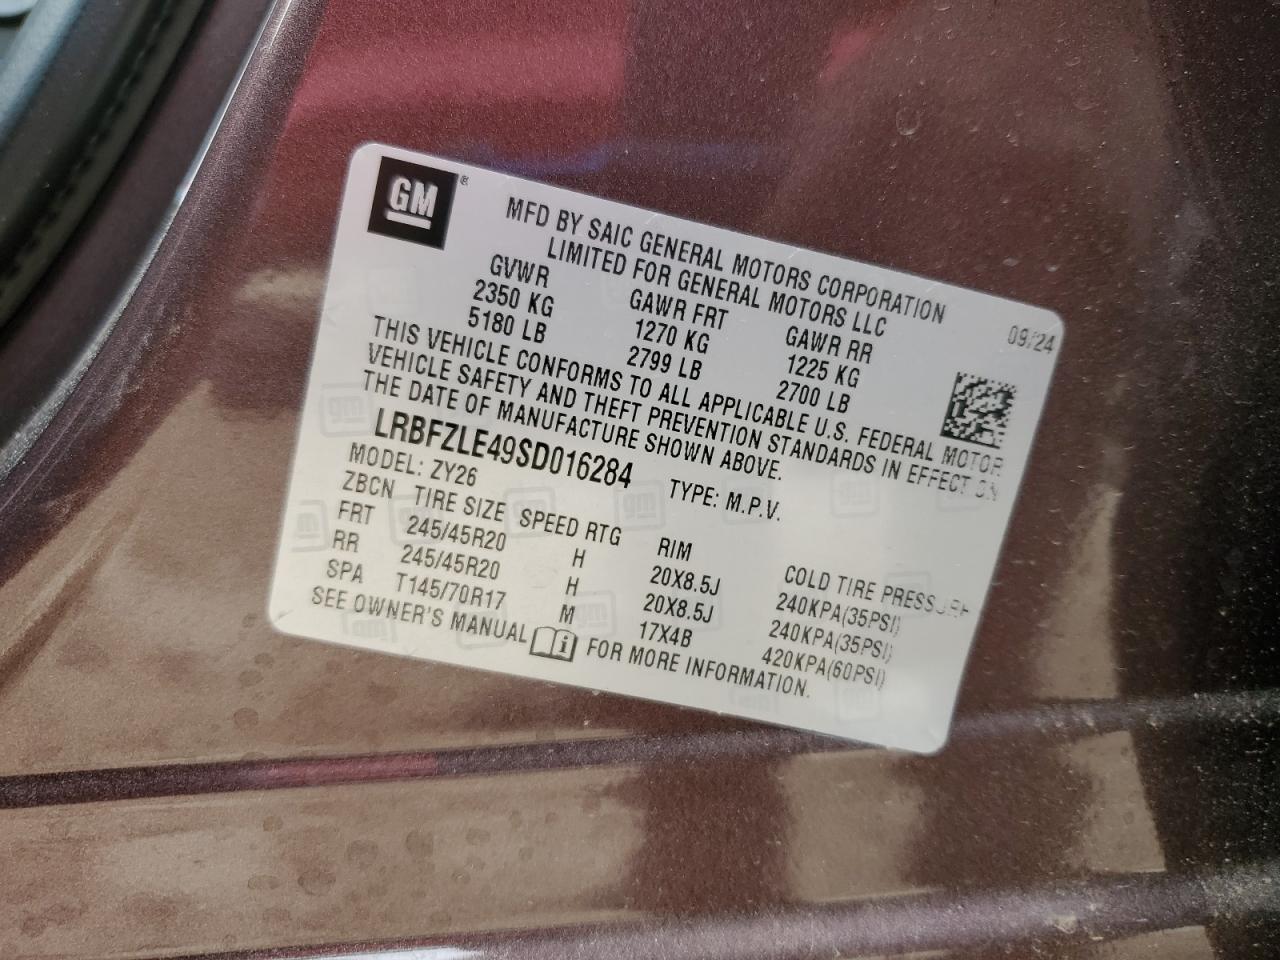 GM®
MFD BY SAIC GENERAL MOTORS CORPORATION
LIMITED FOR GENERAL MOTORS LLC
GVWR GAWR FRT GAWR RR 09/24
2350 KG 1270 KG 1225 KG
5180 LB 2799 LB 2700 LB
THIS VEHICLE CONFORMS TO ALL APPLICABLE U.S. FEDERAL MOTOR
VEHICLE SAFETY AND THEFT PREVENTION STANDARDS IN EFFECT ON
THE DATE OF MANUFACTURE SHOWN ABOVE.
LRBFZLE49SD016284 TYPE: M.P.V.
MODEL: ZY26
ZBCN TIRE SIZE SPEED RTG RIM COLD TIRE PRESSURE
FRT 245/45R20 H 20X8.5J 240KPA(35PSI)
RR 245/45R20 H 20X8.5J 240KPA(35PSI)
SPA T145/70R17 M 17X4B 420KPA(60PSI)
SEE OWNER'S MANUAL FOR MORE INFORMATION.